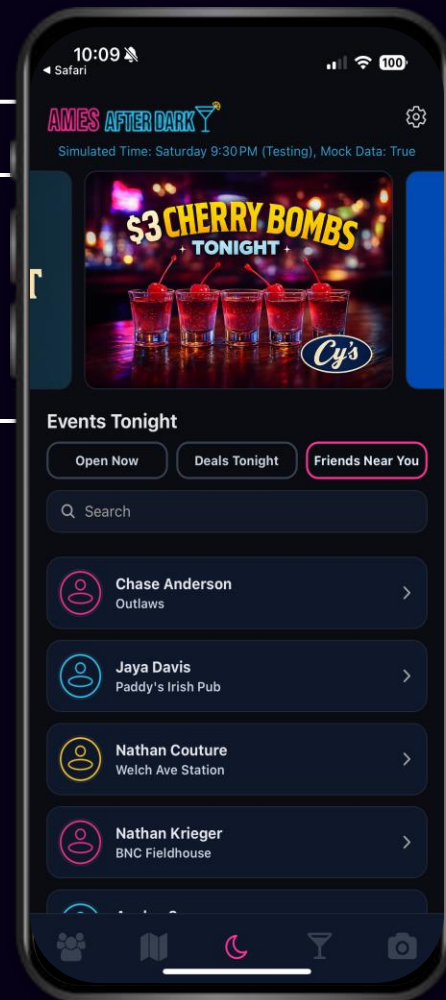 10:09
100
Safari
AMES AFTER DARK
Simulated Time: Saturday 9:30PM (Testing), Mock Data: True
T
$3 CHERRY BOMBS
TONIGHT
Cy's
Events Tonight
Open Now
Deals Tonight
Friends Near You
Search
Chase Anderson
Outlaws
Jaya Davis
Paddy's Irish Pub
Nathan Couture
Welch Ave Station
Nathan Krieger
BNC Fieldhouse